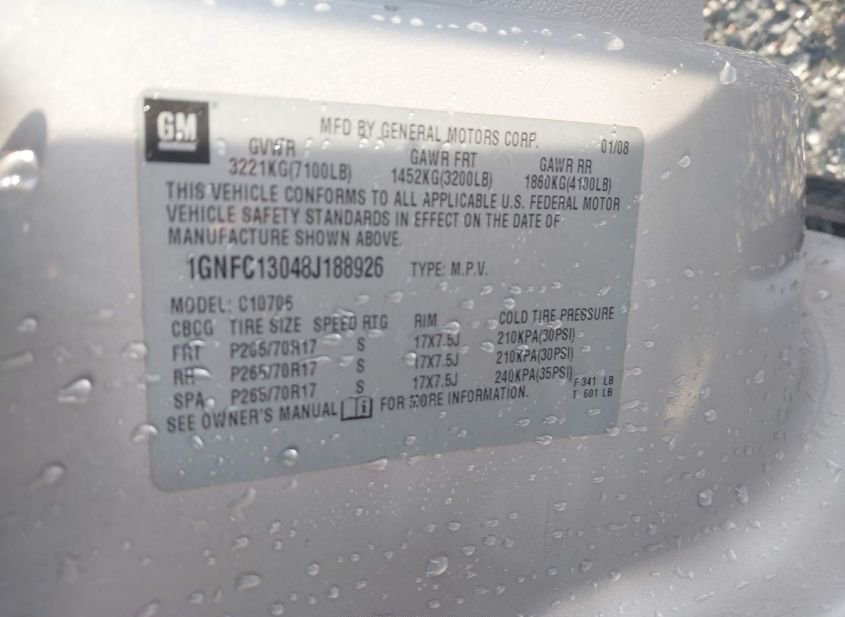 GM
MFD BY GENERAL MOTORS CORP. 01/08
GVWR GAWR FRT GAWR RR
3221KG(7100LB) 1452KG(3200LB) 1860KG(4100LB)
THIS VEHICLE CONFORMS TO ALL APPLICABLE U.S. FEDERAL MOTOR
VEHICLE SAFETY STANDARDS IN EFFECT ON THE DATE OF
MANUFACTURE SHOWN ABOVE.
1GNFC13048J188926 TYPE: M.P.V.
MODEL: C10706
CBCG TIRE SIZE SPEED RTG RIM COLD TIRE PRESSURE
FRT P265/70R17 S 17X7.5J 210KPA(30PSI)
RR P265/70R17 S 17X7.5J 210KPA(30PSI)
SPA P265/70R17 S 17X7.5J 240KPA(35PSI)
SEE OWNER'S MANUAL FOR MORE INFORMATION.
F 341 LB
T 601 LB